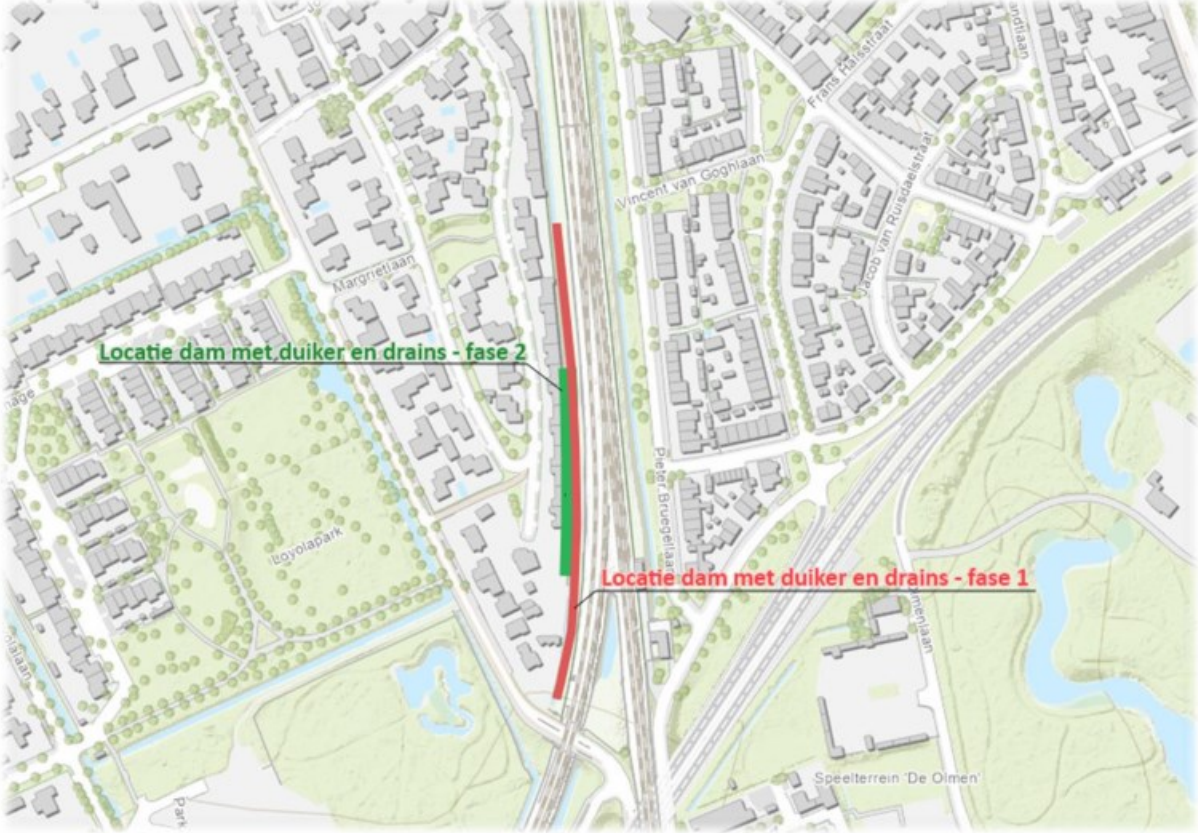 Frans Halsstraat
Vincent van Goghlaan
Jacob van Ruisdaelstraat
Margrietlaan
Locatie dam met duiker en drains - fase 2
Pieter Bruegellaan
Loyolapark
Locatie dam met duiker en drains - fase 1
Speelterrein 'De Olmen'
Park